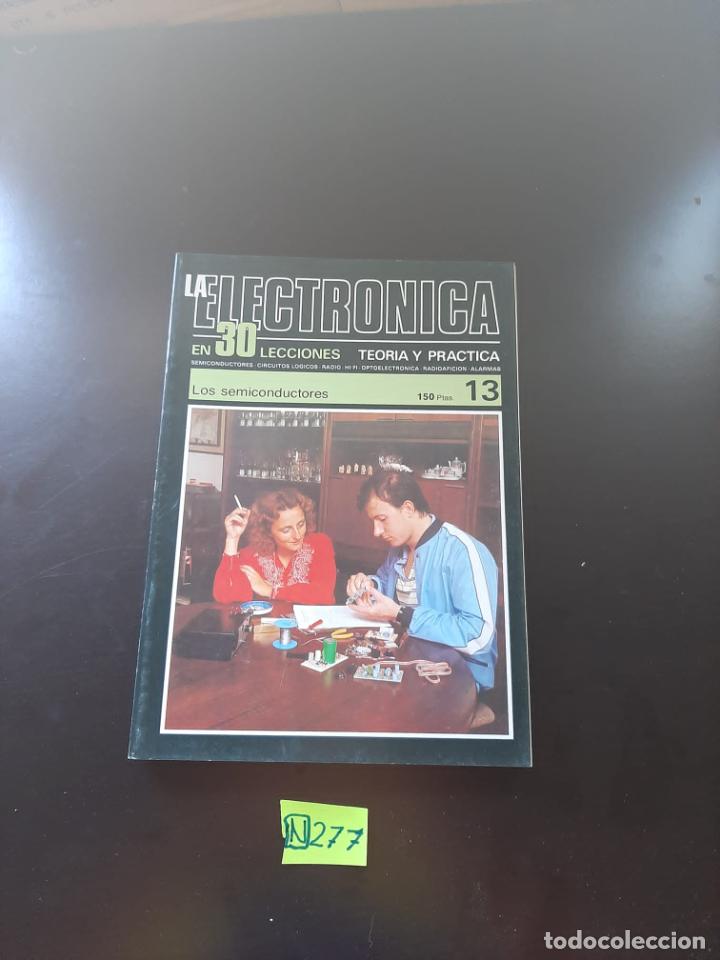 LA ELECTRONICA
EN 30 LECCIONES TEORIA Y PRACTICA
SEMICONDUCTORES · CIRCUITOS LOGICOS · RADIO · HI-FI · OPTOELECTRONICA · RADIOAFICION · ALARMAS
Los semiconductores 150 Ptas. 13
N 277
todocoleccion